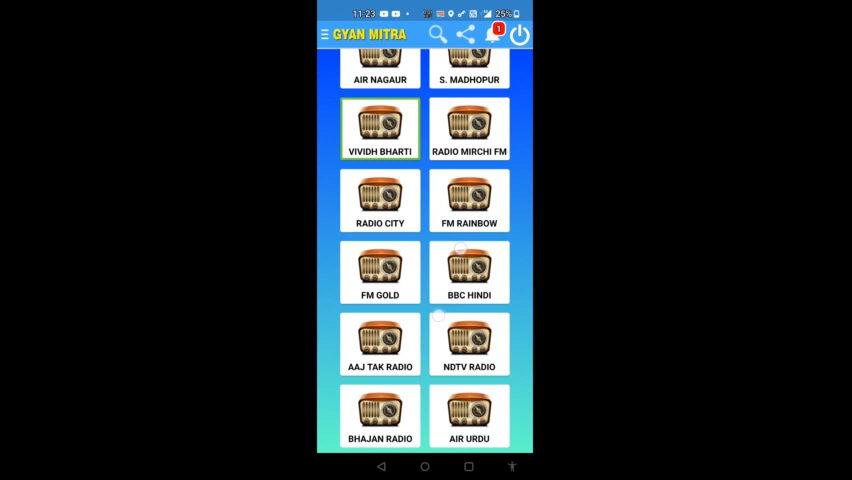 11:23
25%
GYAN MITRA
1
AIR NAGAUR
S. MADHOPUR
VIVIDH BHARTI
RADIO MIRCHI FM
RADIO CITY
FM RAINBOW
FM GOLD
BBC HINDI
AAJ TAK RADIO
NDTV RADIO
BHAJAN RADIO
AIR URDU